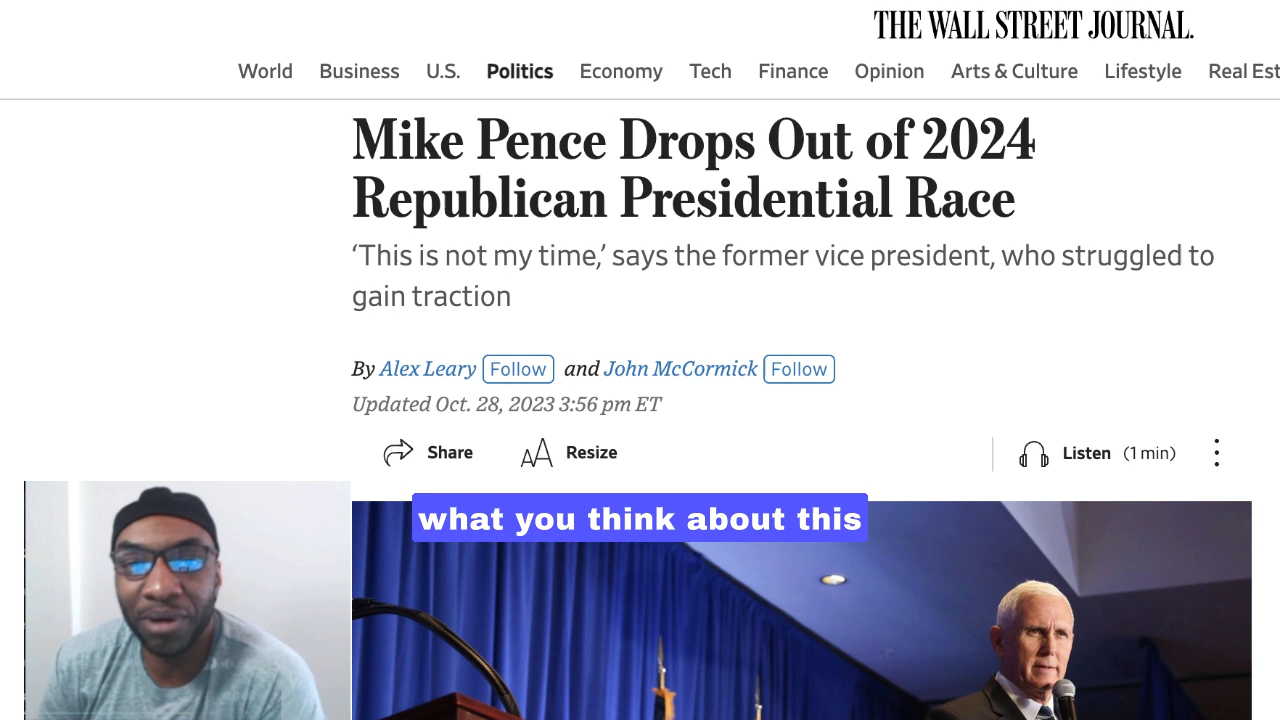 THE WALL STREET JOURNAL.
World Business U.S. Politics Economy Tech Finance Opinion Arts & Culture Lifestyle Real Est
Mike Pence Drops Out of 2024
Republican Presidential Race
‘This is not my time,’ says the former vice president, who struggled to
gain traction
By Alex Leary Follow and John McCormick Follow
Updated Oct. 28, 2023 3:56 pm ET
Share Resize Listen (1 min)
what you think about this